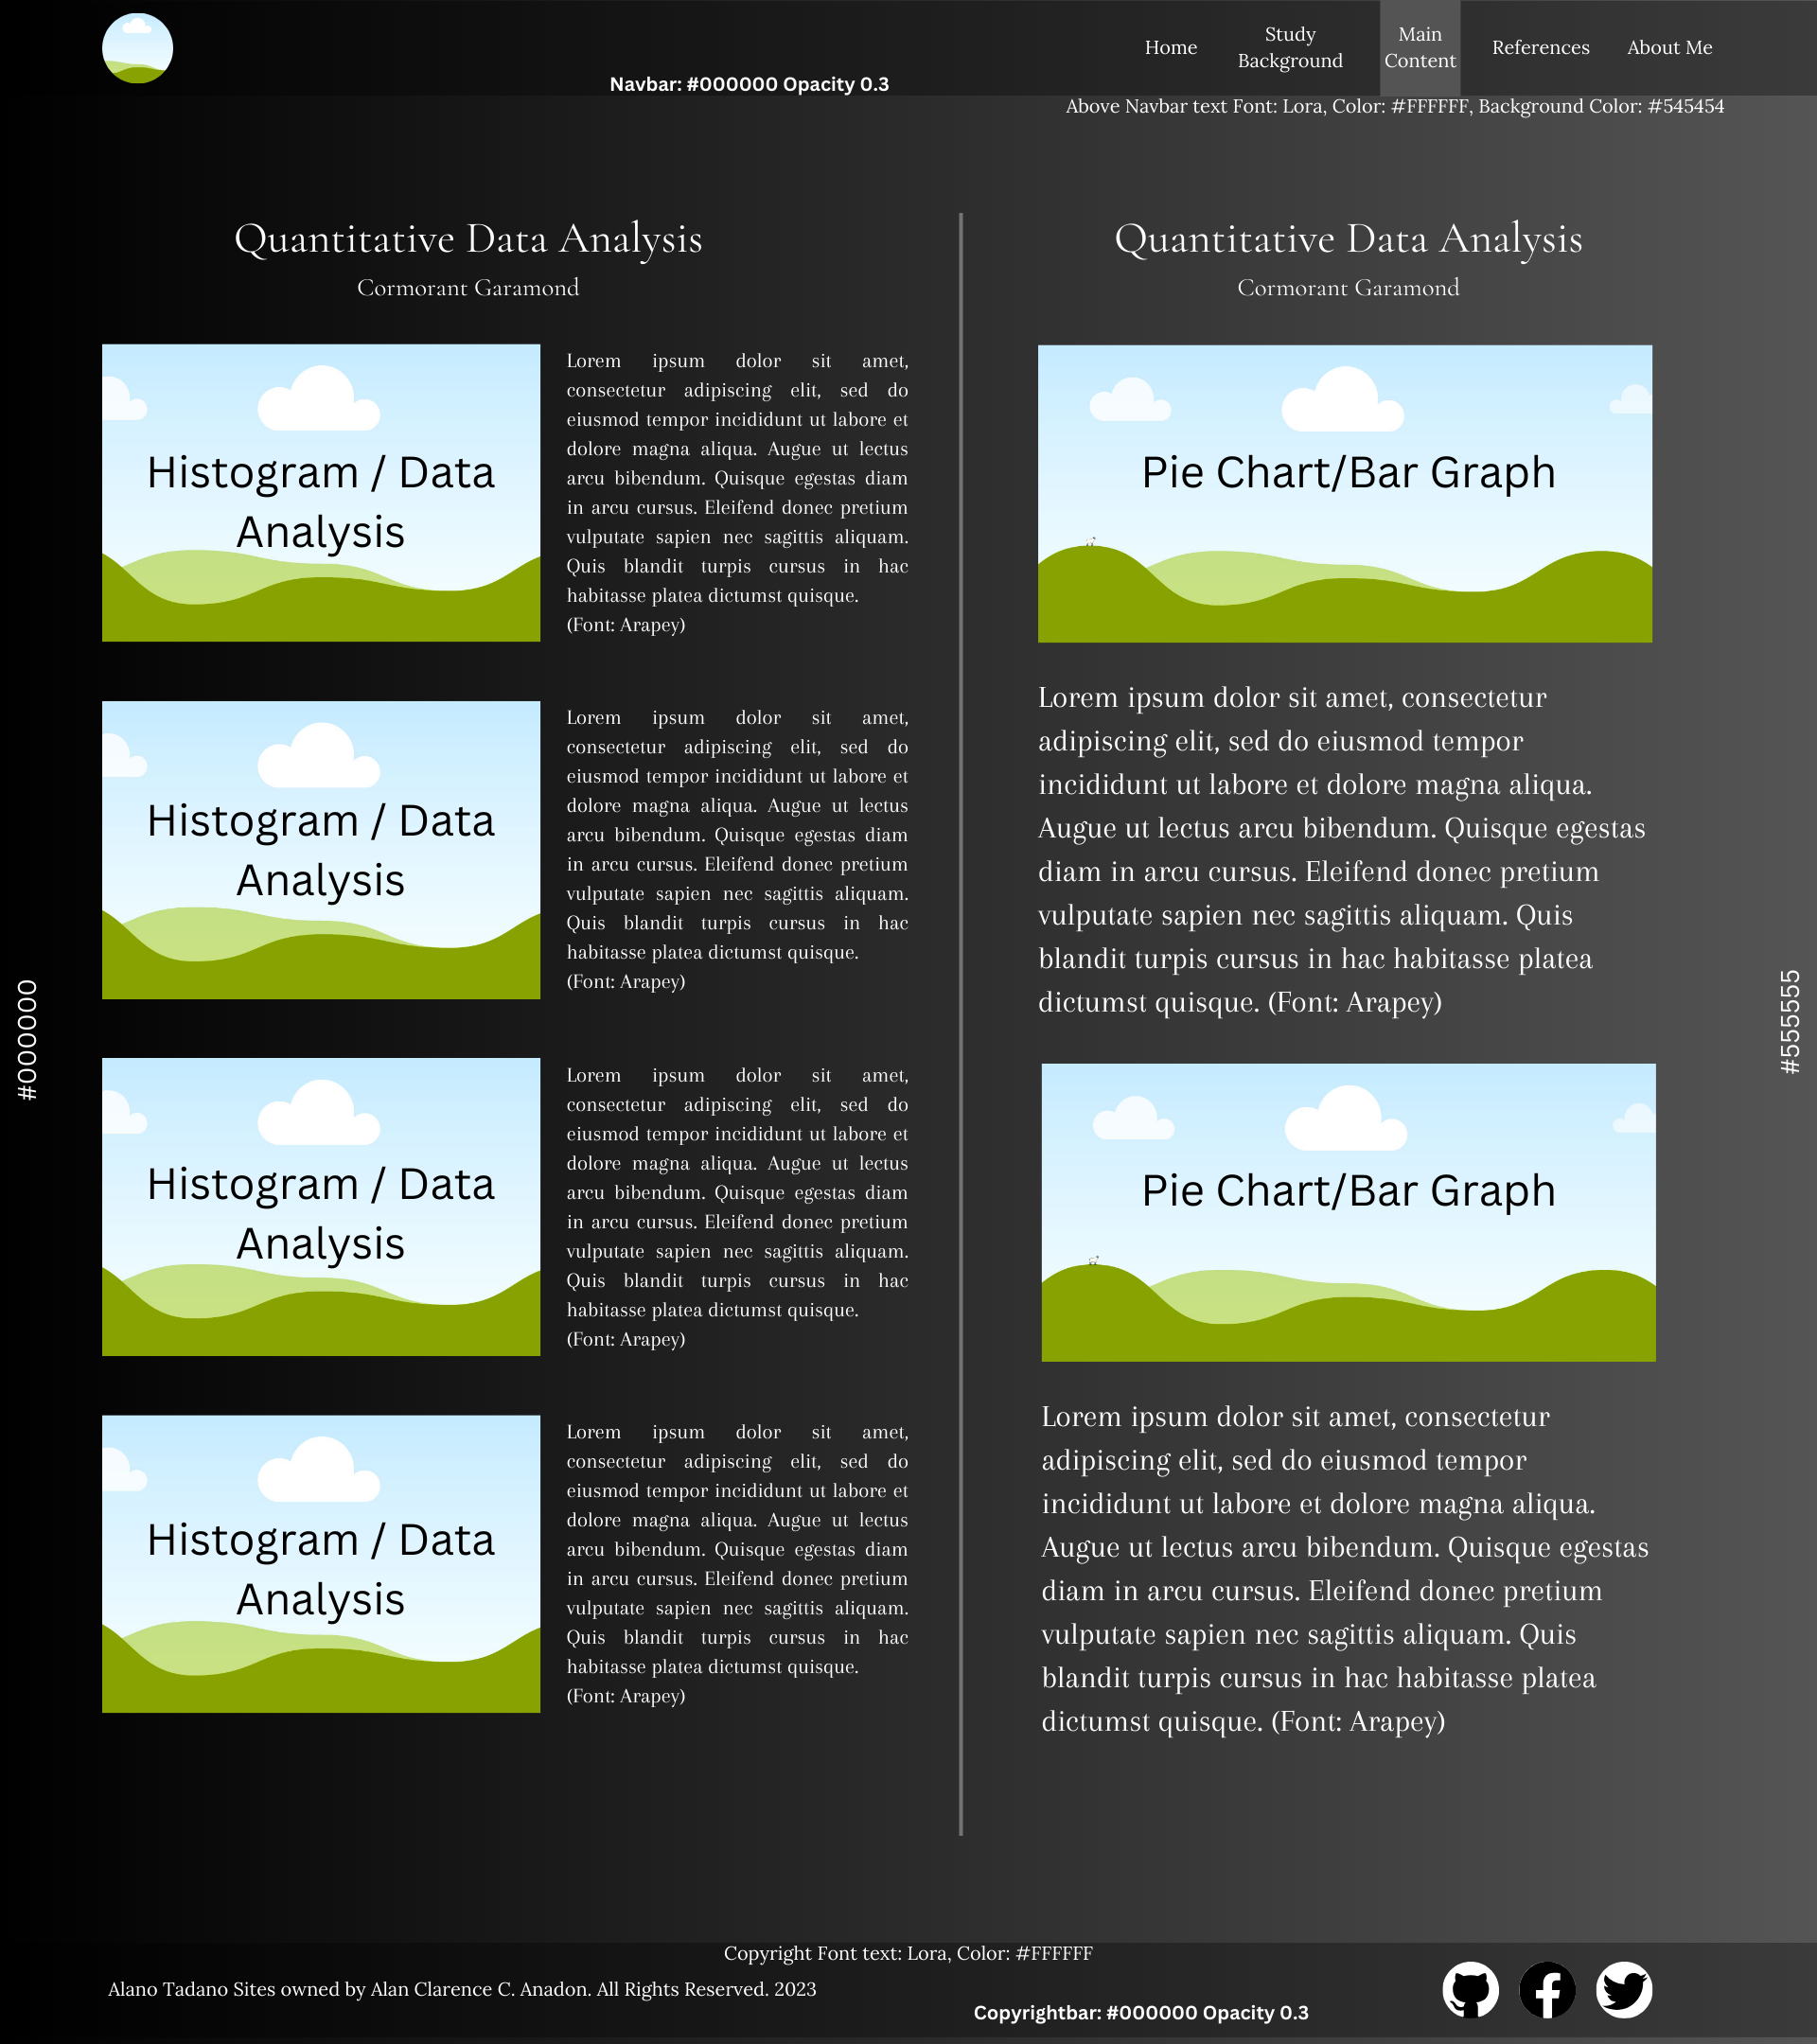 Home
Study
Background
Main
Content
References
About Me
Navbar: #000000 Opacity 0.3
Above Navbar text Font: Lora, Color: #FFFFFF, Background Color: #545454
Quantitative Data Analysis
Cormorant Garamond
Histogram / Data
Analysis
Lorem ipsum dolor sit amet,
consectetur adipiscing elit, sed do
eiusmod tempor incididunt ut labore et
dolore magna aliqua. Augue ut lectus
arcu bibendum. Quisque egestas diam
in arcu cursus. Eleifend donec pretium
vulputate sapien nec sagittis aliquam.
Quis blandit turpis cursus in hac
habitasse platea dictumst quisque.
(Font: Arapey)
Histogram / Data
Analysis
Lorem ipsum dolor sit amet,
consectetur adipiscing elit, sed do
eiusmod tempor incididunt ut labore et
dolore magna aliqua. Augue ut lectus
arcu bibendum. Quisque egestas diam
in arcu cursus. Eleifend donec pretium
vulputate sapien nec sagittis aliquam.
Quis blandit turpis cursus in hac
habitasse platea dictumst quisque.
(Font: Arapey)
Histogram / Data
Analysis
Lorem ipsum dolor sit amet,
consectetur adipiscing elit, sed do
eiusmod tempor incididunt ut labore et
dolore magna aliqua. Augue ut lectus
arcu bibendum. Quisque egestas diam
in arcu cursus. Eleifend donec pretium
vulputate sapien nec sagittis aliquam.
Quis blandit turpis cursus in hac
habitasse platea dictumst quisque.
(Font: Arapey)
Histogram / Data
Analysis
Lorem ipsum dolor sit amet,
consectetur adipiscing elit, sed do
eiusmod tempor incididunt ut labore et
dolore magna aliqua. Augue ut lectus
arcu bibendum. Quisque egestas diam
in arcu cursus. Eleifend donec pretium
vulputate sapien nec sagittis aliquam.
Quis blandit turpis cursus in hac
habitasse platea dictumst quisque.
(Font: Arapey)
Quantitative Data Analysis
Cormorant Garamond
Pie Chart/Bar Graph
Lorem ipsum dolor sit amet, consectetur
adipiscing elit, sed do eiusmod tempor
incididunt ut labore et dolore magna aliqua.
Augue ut lectus arcu bibendum. Quisque egestas
diam in arcu cursus. Eleifend donec pretium
vulputate sapien nec sagittis aliquam. Quis
blandit turpis cursus in hac habitasse platea
dictumst quisque. (Font: Arapey)
Pie Chart/Bar Graph
Lorem ipsum dolor sit amet, consectetur
adipiscing elit, sed do eiusmod tempor
incididunt ut labore et dolore magna aliqua.
Augue ut lectus arcu bibendum. Quisque egestas
diam in arcu cursus. Eleifend donec pretium
vulputate sapien nec sagittis aliquam. Quis
blandit turpis cursus in hac habitasse platea
dictumst quisque. (Font: Arapey)
#000000
#555555
Copyright Font text: Lora, Color: #FFFFFF
Alano Tadano Sites owned by Alan Clarence C. Anadon. All Rights Reserved. 2023
Copyrightbar: #000000 Opacity 0.3